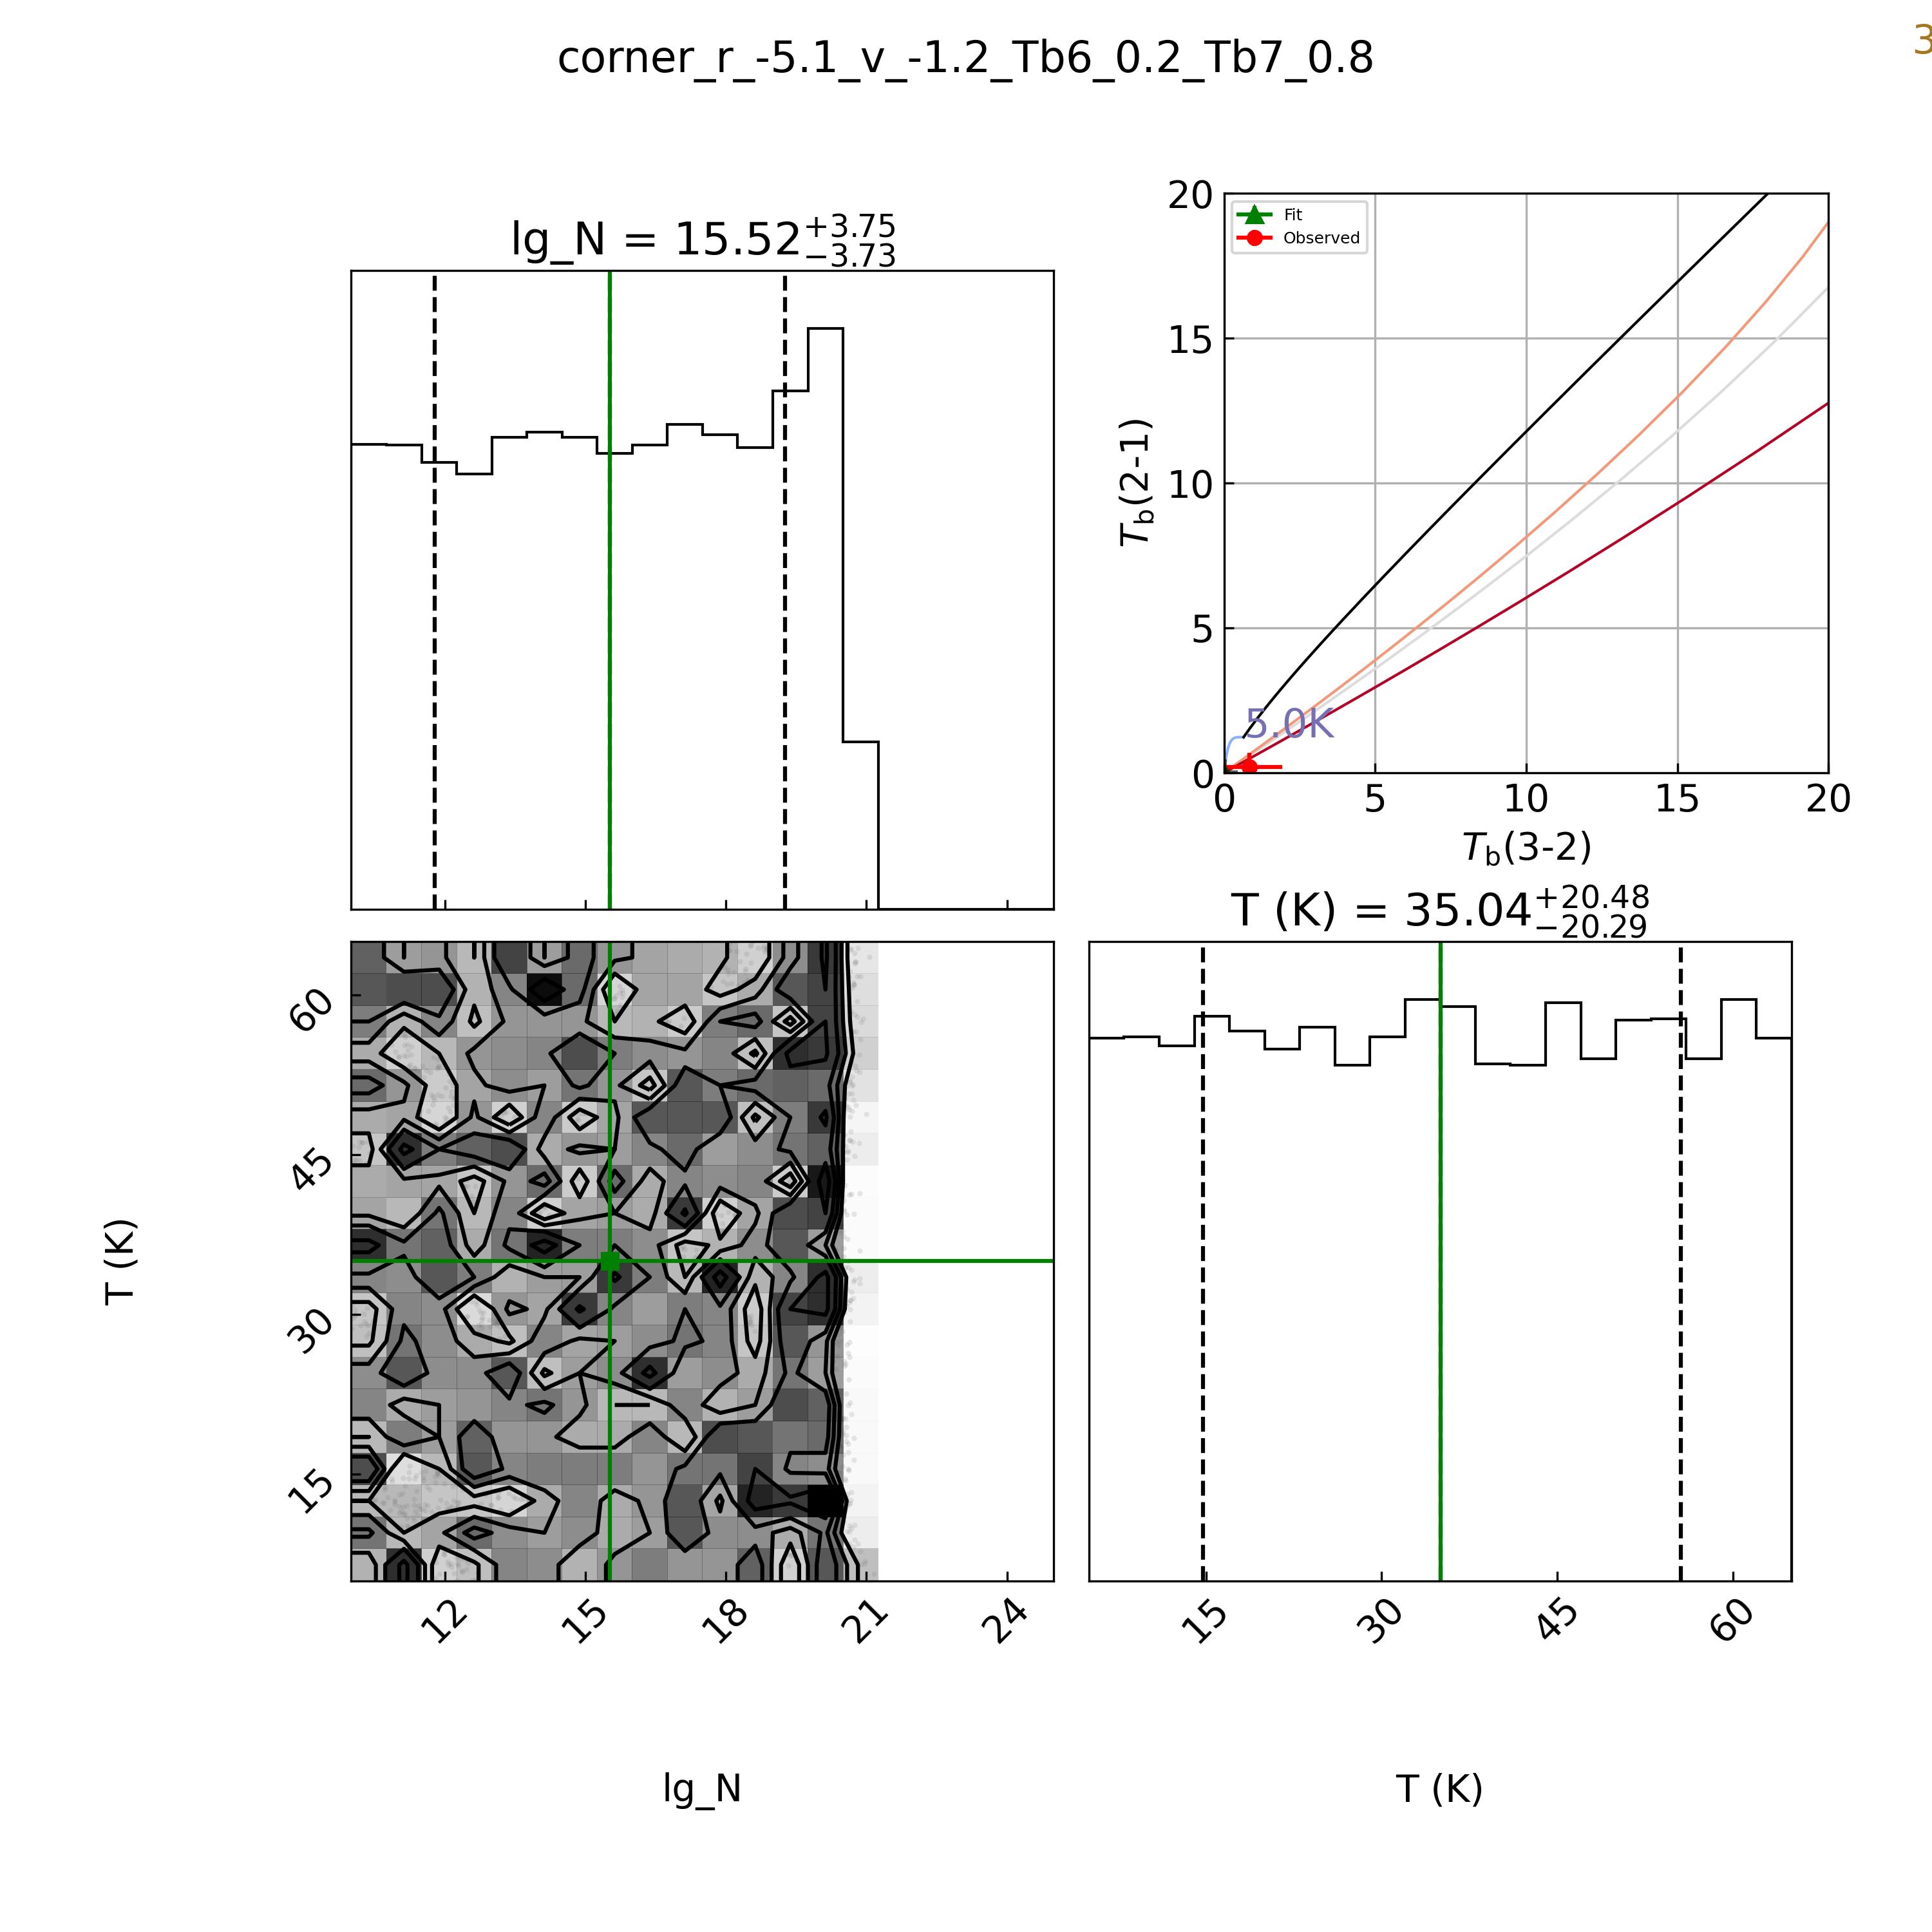 corner_r_-5.1_v_-1.2_Tb6_0.2_Tb7_0.8
3
lg_N = 15.52+3.75
−3.73
20
15
10
5
0
Fit
Observed
5.0K
Tb(2-1)
0 5 10 15 20
Tb(3-2)
T (K) = 35.04+20.48
−20.29
60
45
30
15
T (K)
12 15 18 21 24
15 30 45 60
lg_N
T (K)